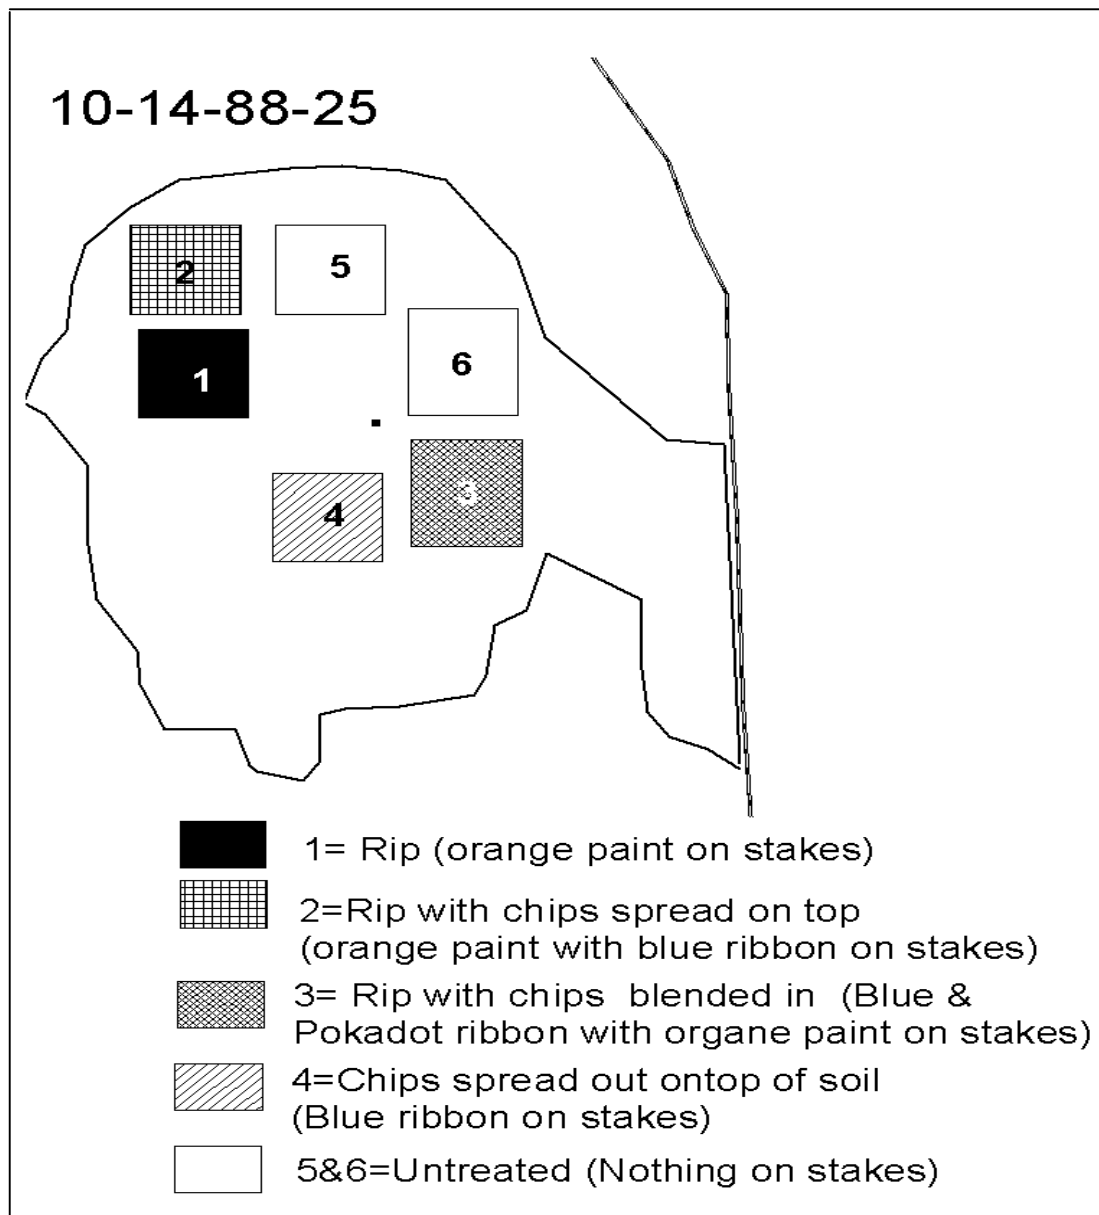 10-14-88-25
2
5
1
6
4
3
1= Rip (orange paint on stakes)
2=Rip with chips spread on top
(orange paint with blue ribbon on stakes)
3= Rip with chips blended in (Blue &
Pokadot ribbon with organe paint on stakes)
4=Chips spread out ontop of soil
(Blue ribbon on stakes)
5&6=Untreated (Nothing on stakes)